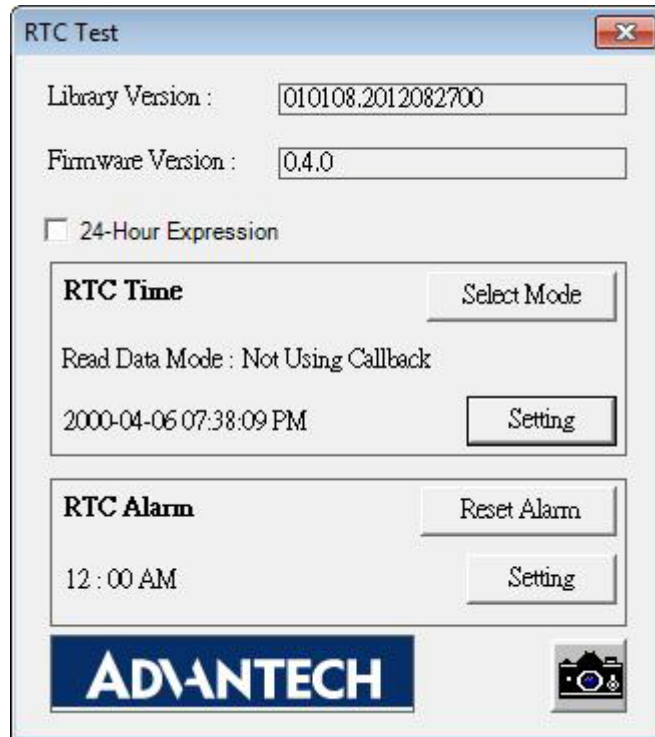 RTC Test
Library Version : 010108.2012082700
Firmware Version : 0.4.0
24-Hour Expression
RTC Time
Select Mode
Read Data Mode : Not Using Callback
2000-04-06 07:38:09 PM
Setting
RTC Alarm
Reset Alarm
12 : 00 AM
Setting
ADVANTECH